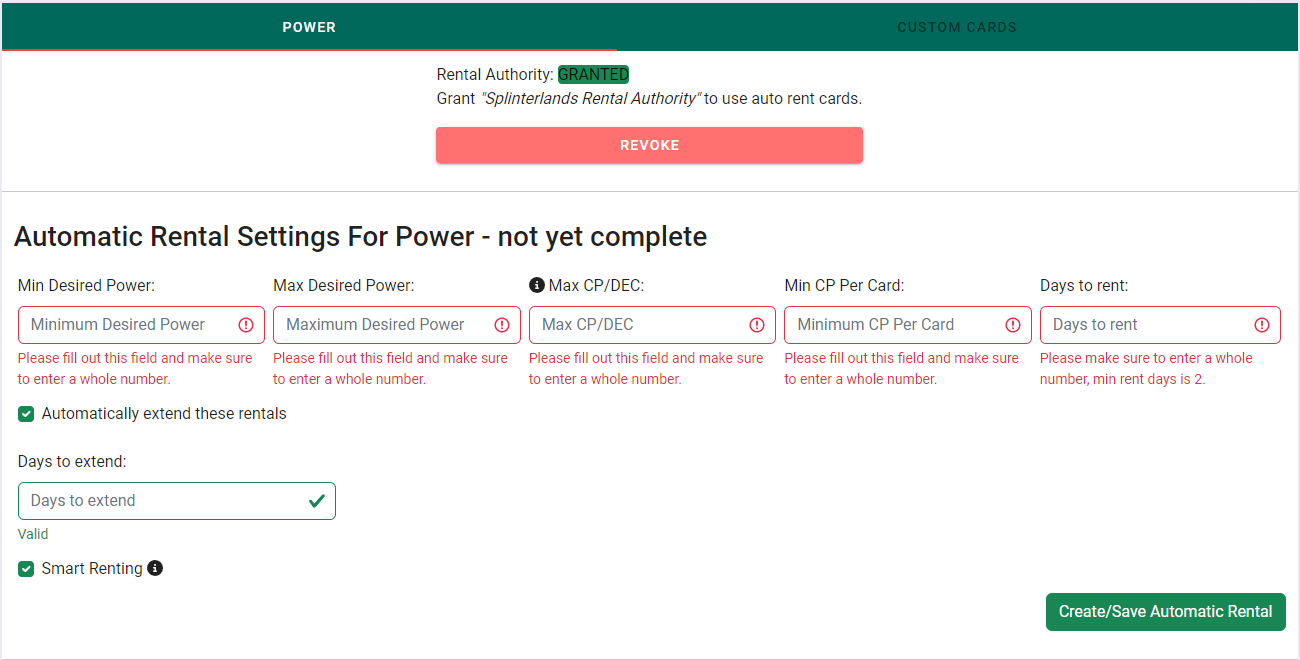 POWER
CUSTOM CARDS
Rental Authority: GRANTED
Grant "Splinterlands Rental Authority" to use auto rent cards.
REVOKE
Automatic Rental Settings For Power - not yet complete
Min Desired Power:
Max Desired Power:
Max CP/DEC:
Min CP Per Card:
Days to rent:
Minimum Desired Power
Maximum Desired Power
Max CP/DEC
Minimum CP Per Card
Days to rent
Please fill out this field and make sure
to enter a whole number.
Please fill out this field and make sure
to enter a whole number.
Please fill out this field and make sure
to enter a whole number.
Please fill out this field and make sure
to enter a whole number.
Please make sure to enter a whole
number, min rent days is 2.
Automatically extend these rentals
Days to extend:
Days to extend
Valid
Smart Renting
Create/Save Automatic Rental